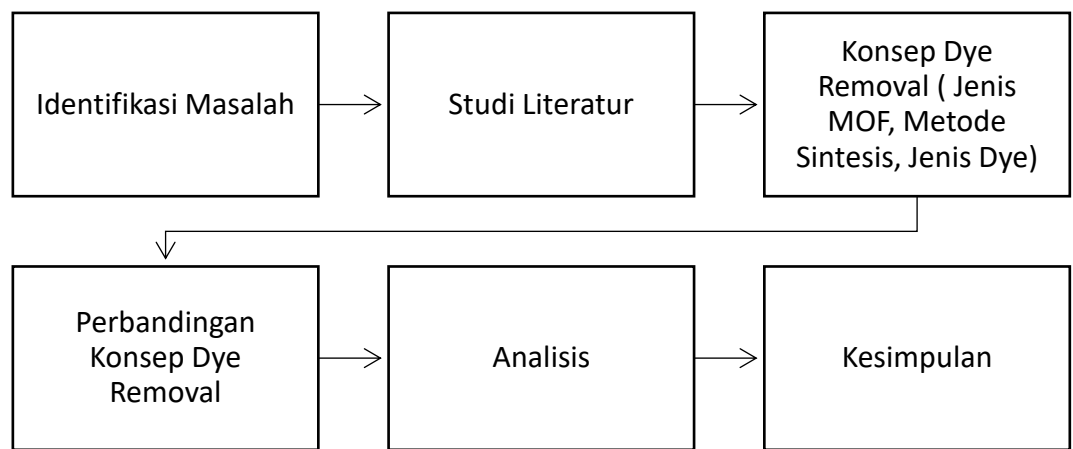 Identifikasi Masalah
Studi Literatur
Konsep Dye
Removal ( Jenis
MOF, Metode
Sintesis, Jenis Dye)
Perbandingan
Konsep Dye
Removal
Analisis
Kesimpulan